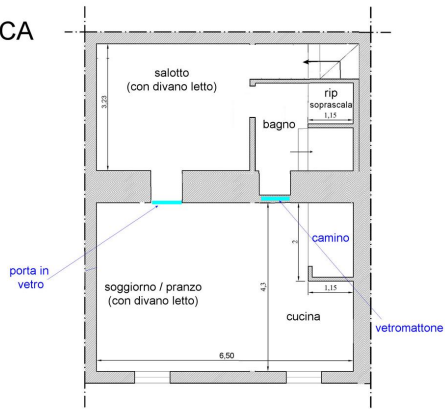 CA
salotto
(con divano letto)
3,23
rip
soprascala
1,15
bagno
camino
2
1,15
porta in
vetro
soggiorno / pranzo
(con divano letto)
4,3
cucina
vetromattone
6,50